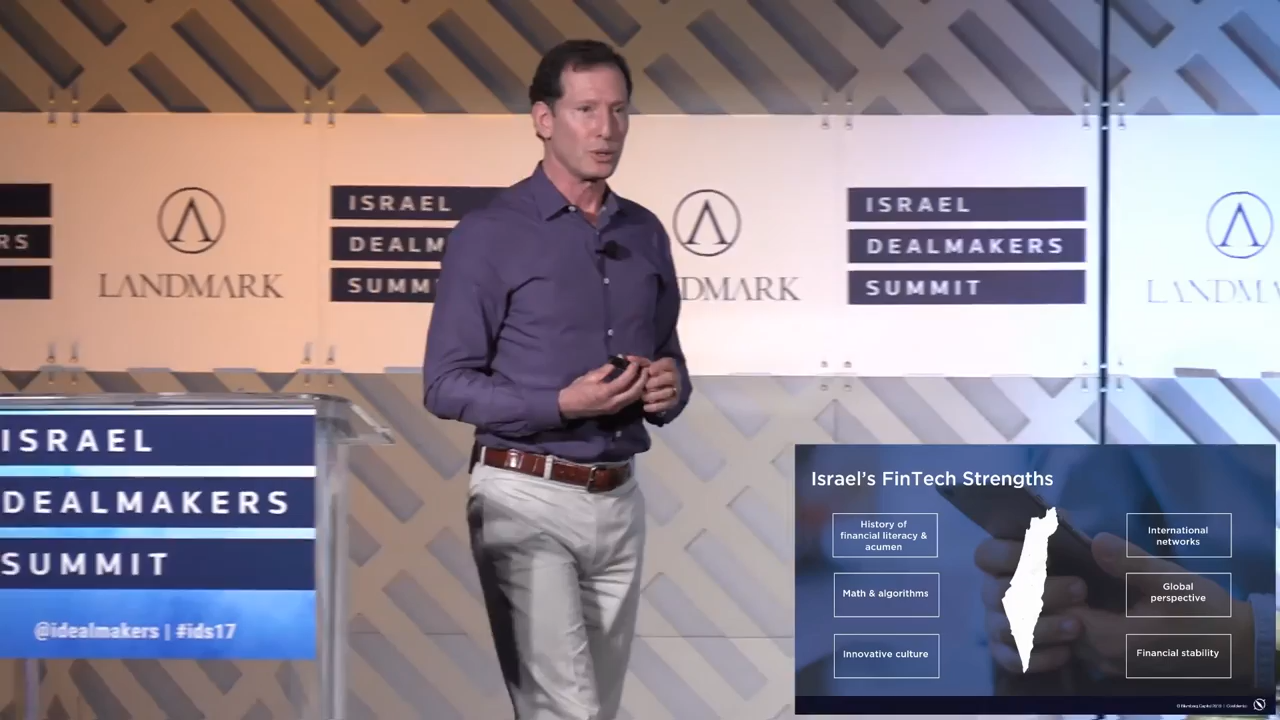 RS
LANDMARK
ISRAEL
DEALM
SUMM
DMARK
ISRAEL
DEALMAKERS
SUMMIT
LANDMA
ISRAEL
DEALMAKERS
SUMMIT
@idealmakers | #ids17
Israel's FinTech Strengths
History of
financial literacy &
acumen
Math & algorithms
Innovative culture
International
networks
Global
perspective
Financial stability